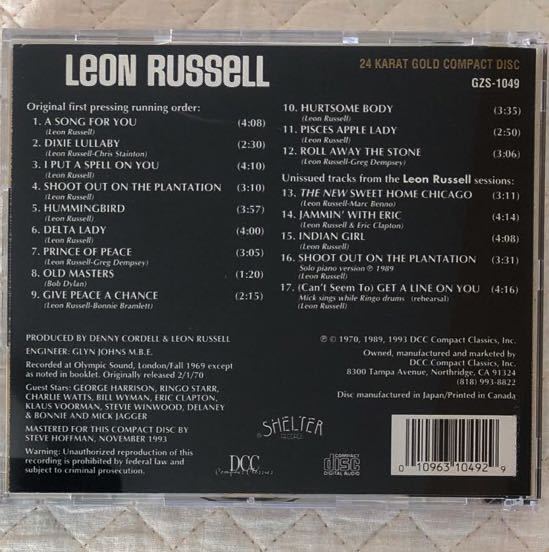 LEON RUSSELL
24 KARAT GOLD COMPACT DISC
GZS-1049
Original first pressing running order:
1. A SONG FOR YOU (4:08)
(Leon Russell)
2. DIXIE LULLABY (2:30)
(Leon Russell-Chris Stainton)
3. I PUT A SPELL ON YOU (4:10)
(Leon Russell)
4. SHOOT OUT ON THE PLANTATION (3:10)
(Leon Russell)
5. HUMMINGBIRD (3:57)
(Leon Russell)
6. DELTA LADY (4:00)
(Leon Russell)
7. PRINCE OF PEACE (3:05)
(Leon Russell-Greg Dempsey)
8. OLD MASTERS (1:20)
(Bob Dylan)
9. GIVE PEACE A CHANCE (2:15)
(Leon Russell-Bonnie Bramlett)
10. HURTSOME BODY (3:35)
(Leon Russell)
11. PISCES APPLE LADY (2:50)
(Leon Russell)
12. ROLL AWAY THE STONE (3:06)
(Leon Russell-Greg Dempsey)
Unissued tracks from the Leon Russell sessions:
13. THE NEW SWEET HOME CHICAGO (3:11)
(Leon Russell-Marc Benno)
14. JAMMIN' WITH ERIC (4:14)
(Leon Russell & Eric Clapton)
15. INDIAN GIRL (4:08)
(Leon Russell)
16. SHOOT OUT ON THE PLANTATION (3:31)
Solo piano version ℗ 1989
(Leon Russell)
17. (Can't Seem To) GET A LINE ON YOU (4:16)
Mick sings while Ringo drums (rehearsal)
(Leon Russell)
PRODUCED BY DENNY CORDELL & LEON RUSSELL
ENGINEER: GLYN JOHNS M.B.E.
Recorded at Olympic Sound, London/Fall 1969 except
as noted in booklet. Originally released 2/1/70
Guest Stars: GEORGE HARRISON, RINGO STARR,
CHARLIE WATTS, BILL WYMAN, ERIC CLAPTON,
KLAUS VOORMAN, STEVIE WINWOOD, DELANEY
& BONNIE AND MICK JAGGER
MASTERED FOR THIS COMPACT DISC BY
STEVE HOFFMAN, NOVEMBER 1993
Warning: Unauthorized reproduction of this
recording is prohibited by federal law and
subject to criminal prosecution.
℗ © 1970, 1989, 1993 DCC Compact Classics, Inc.
Owned, manufactured and marketed by
DCC Compact Classics, Inc.
8300 Tampa Avenue, Northridge, CA 91324
(818) 993-8822
Disc manufactured in Japan/Printed in Canada
SHELTER
RECORDS
DCC
Compact Classics
COMPACT
disc
DIGITAL AUDIO
0 10963 10492 9